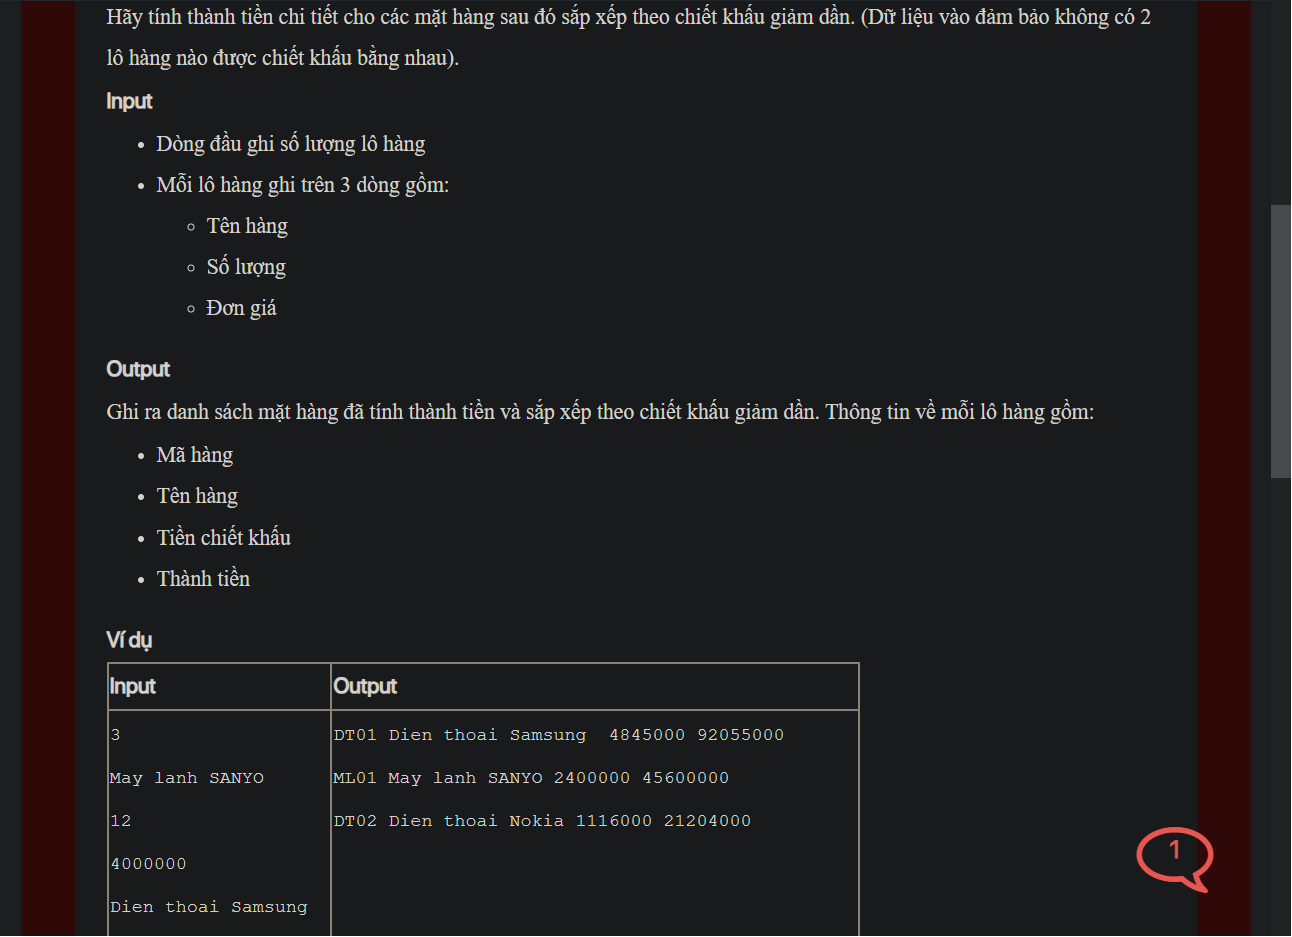 Hãy tính thành tiền chi tiết cho các mặt hàng sau đó sắp xếp theo chiết khấu giảm dần. (Dữ liệu vào đảm bảo không có 2
lô hàng nào được chiết khấu bằng nhau).
Input
Dòng đầu ghi số lượng lô hàng
Mỗi lô hàng ghi trên 3 dòng gồm:
Tên hàng
Số lượng
Đơn giá
Output
Ghi ra danh sách mặt hàng đã tính thành tiền và sắp xếp theo chiết khấu giảm dần. Thông tin về mỗi lô hàng gồm:
Mã hàng
Tên hàng
Tiền chiết khấu
Thành tiền
Ví dụ
Input Output
3 DT01 Dien thoai Samsung  4845000 92055000
May lanh SANYO ML01 May lanh SANYO 2400000 45600000
12 DT02 Dien thoai Nokia 1116000 21204000
4000000
Dien thoai Samsung
1